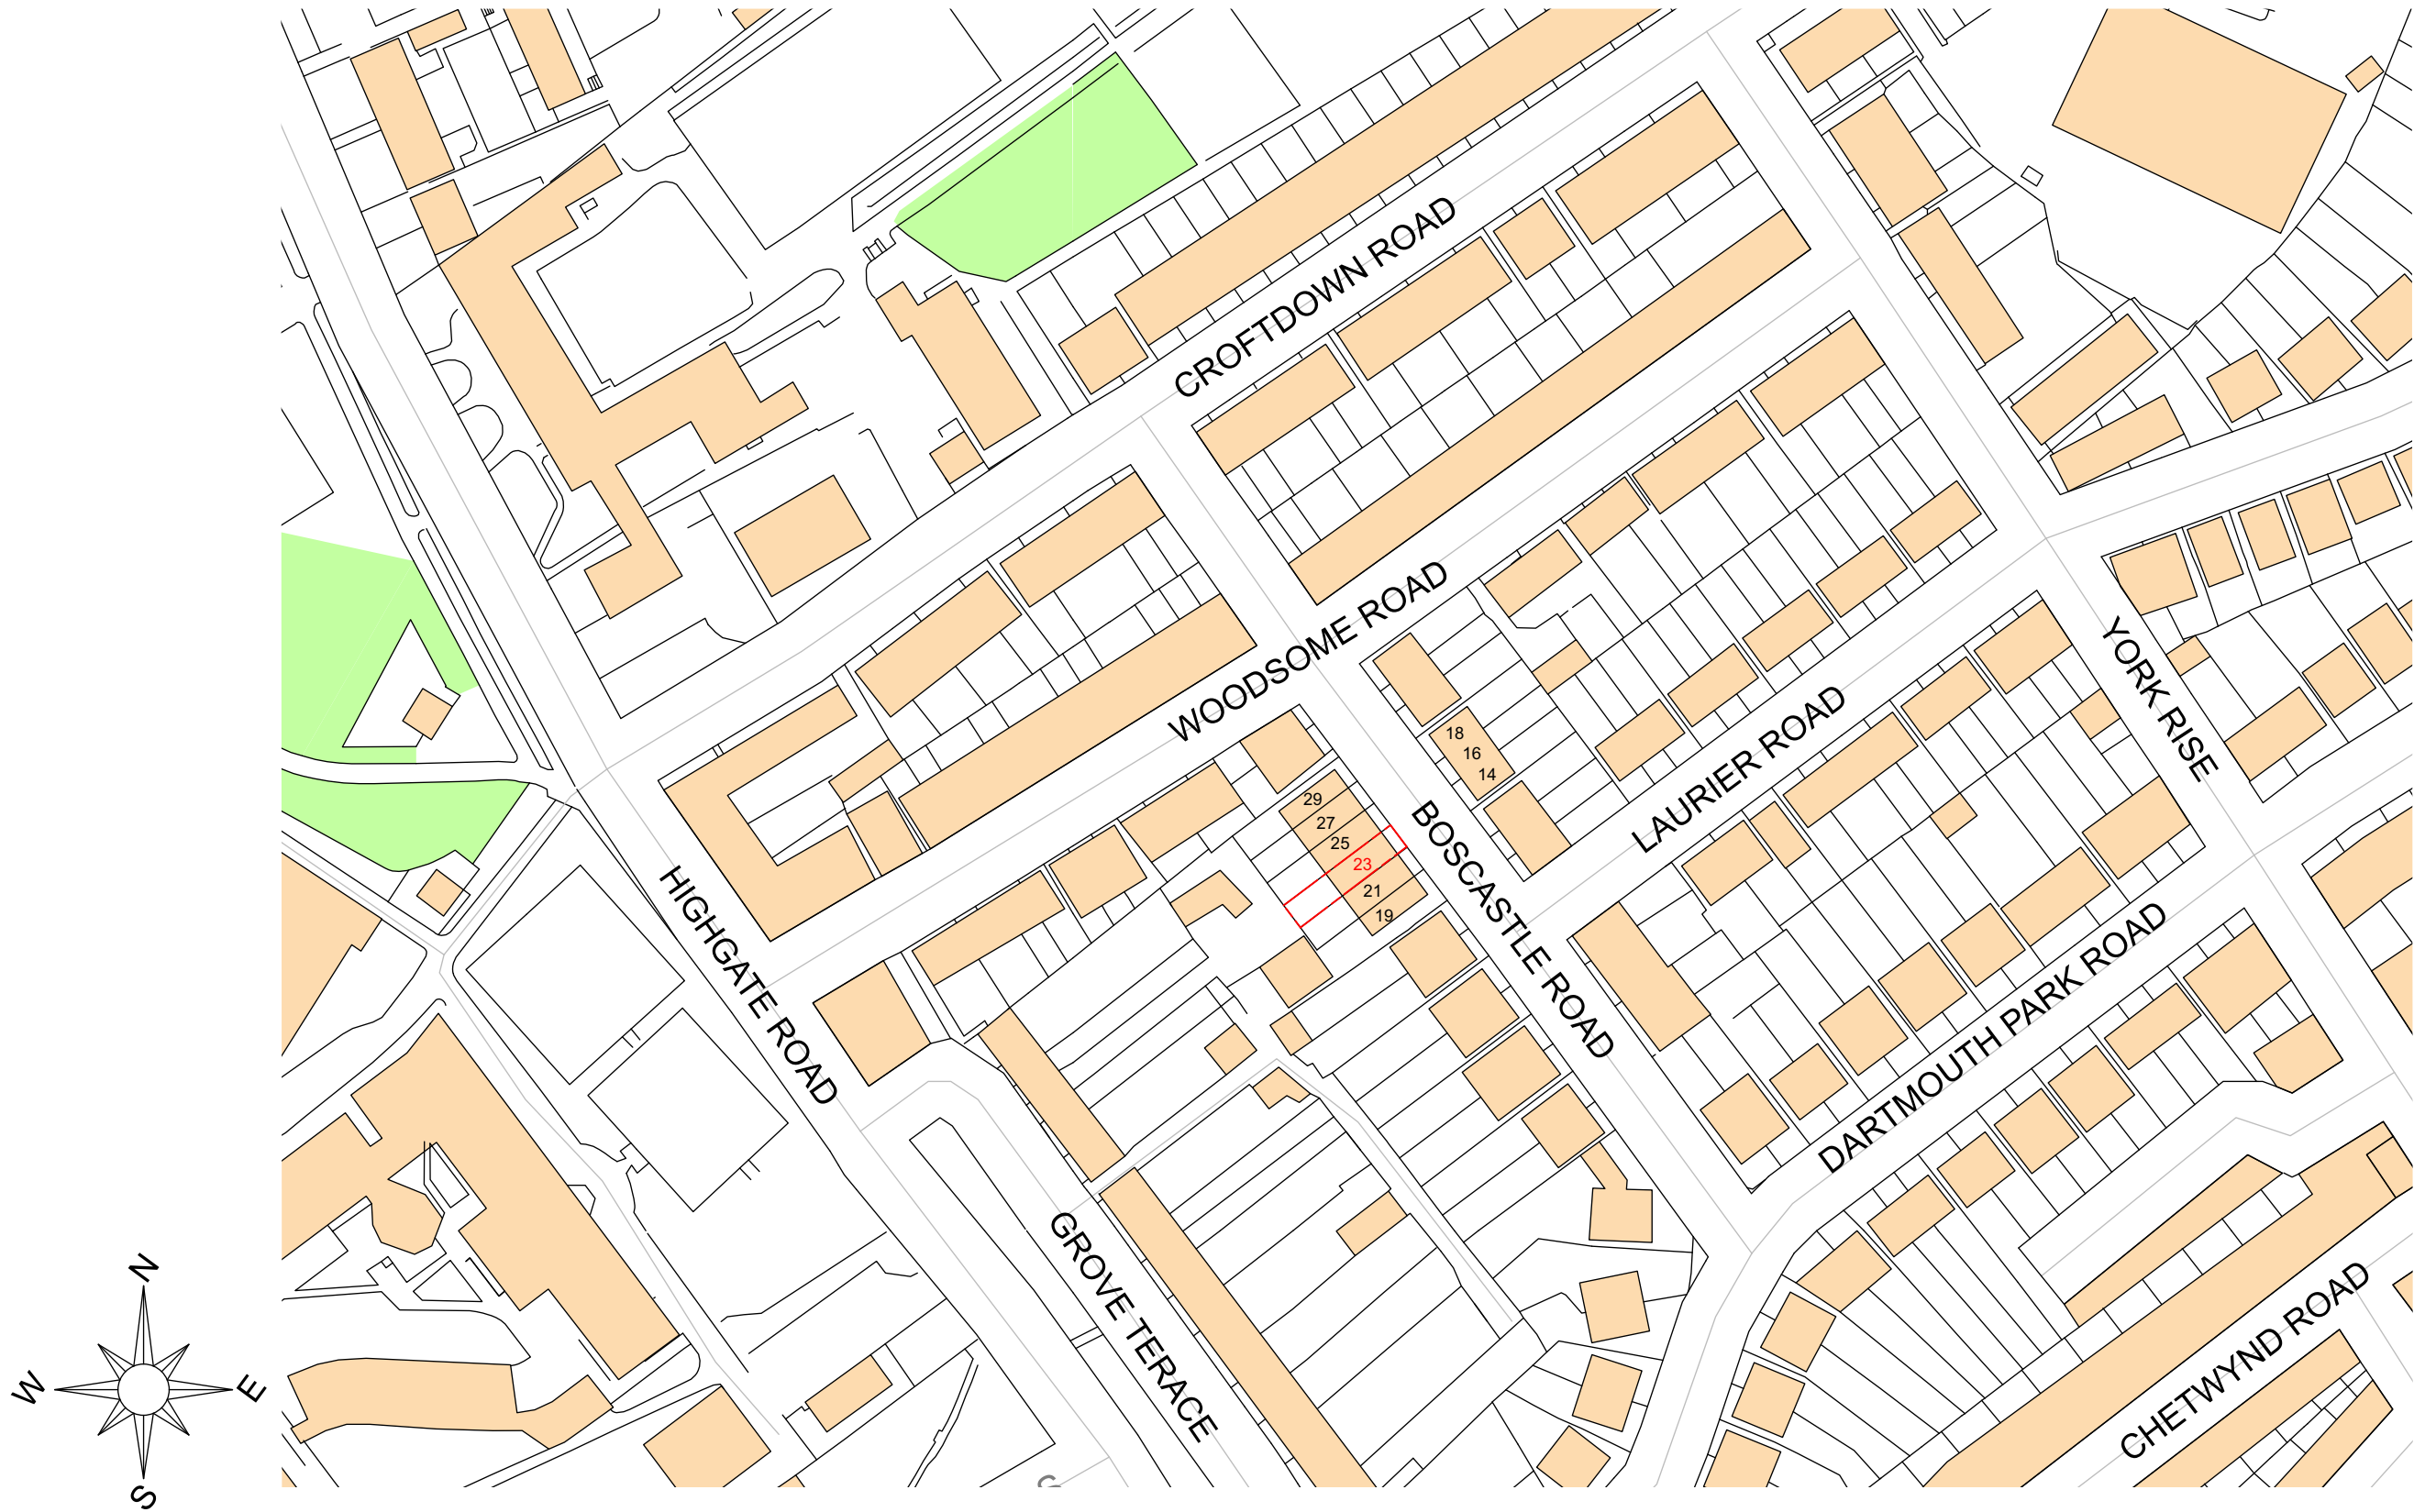 CROFTDOWN ROAD
WOODSOME ROAD
LAURIER ROAD
YORK RISE
18
16
14
29
27
25
23
21
19
BOSCASTLE ROAD
HIGHGATE ROAD
DARTMOUTH PARK ROAD
GROVE TERACE
CHETWYND ROAD
N
W
E
S